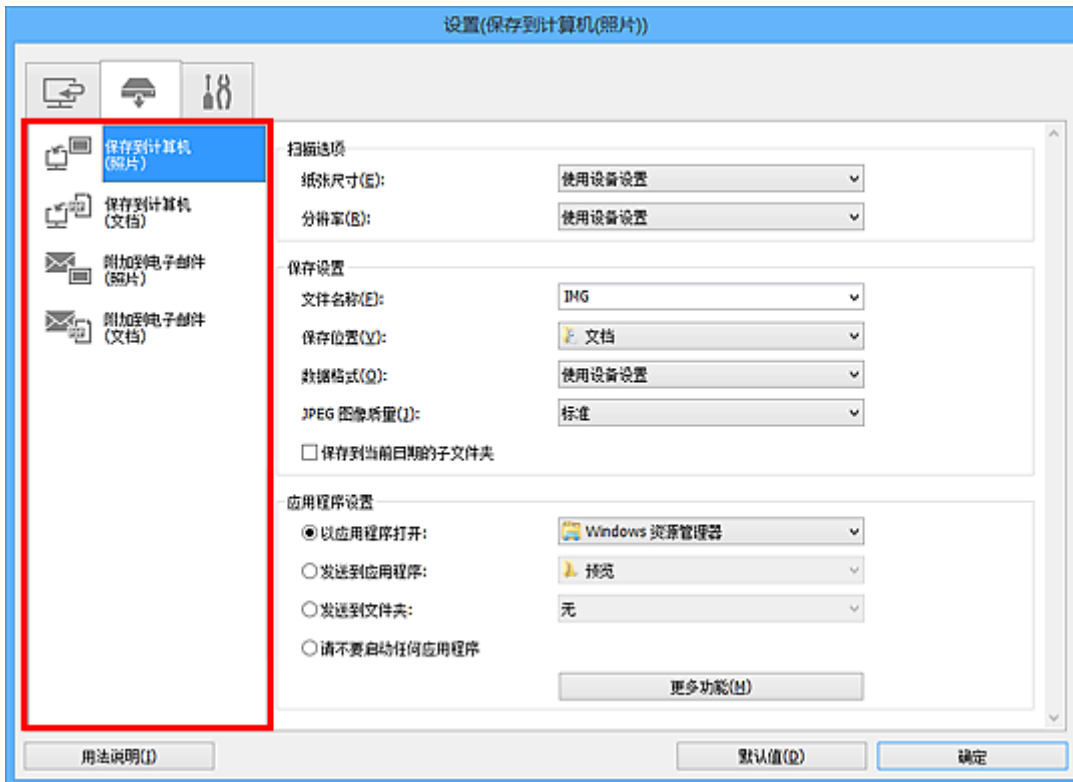 设置(保存到计算机(照片))
保存到计算机
(照片)
保存到计算机
(文档)
附加到电子邮件
(照片)
附加到电子邮件
(文档)
扫描选项
纸张尺寸(E): 使用设备设置
分辨率(R): 使用设备设置
保存设置
文件名称(F): IMG
保存位置(V): 文档
数据格式(O): 使用设备设置
JPEG 图像质量(J): 标准
保存到当前日期的子文件夹
应用程序设置
以应用程序打开: Windows 资源管理器
发送到应用程序: 预览
发送到文件夹: 无
请不要启动任何应用程序
更多功能(M)
用法说明(I) 默认值(D) 确定